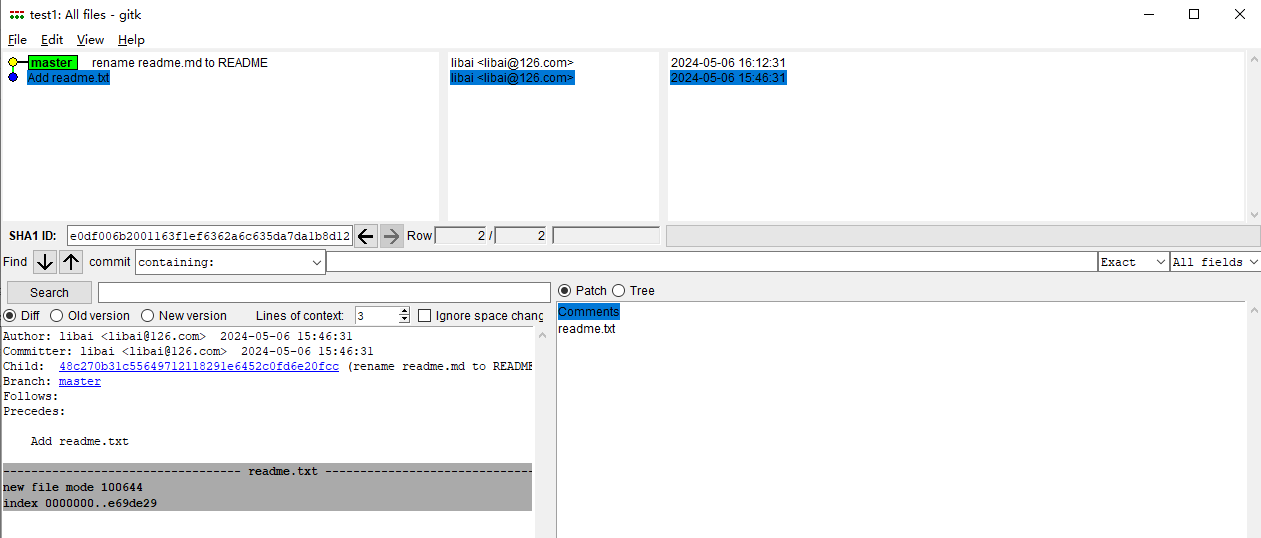 test1: All files - gitk
File Edit View Help
master rename readme.md to README libai <libai@126.com> 2024-05-06 16:12:31
Add readme.txt libai <libai@126.com> 2024-05-06 15:46:31
SHA1 ID: e0df006b2001163f1ef6362a6c635da7da1b8d12 Row 2 / 2
Find commit containing: Exact All fields
Search
Patch Tree
Diff Old version New version Lines of context: 3 Ignore space chang
Comments
readme.txt
Author: libai <libai@126.com> 2024-05-06 15:46:31
Committer: libai <libai@126.com> 2024-05-06 15:46:31
Child: 48c270b31c55649712118291e6452c0fd6e20fcc (rename readme.md to README
Branch: master
Follows:
Precedes:
Add readme.txt
---------------------------------- readme.txt ------------------------------
new file mode 100644
index 0000000..e69de29